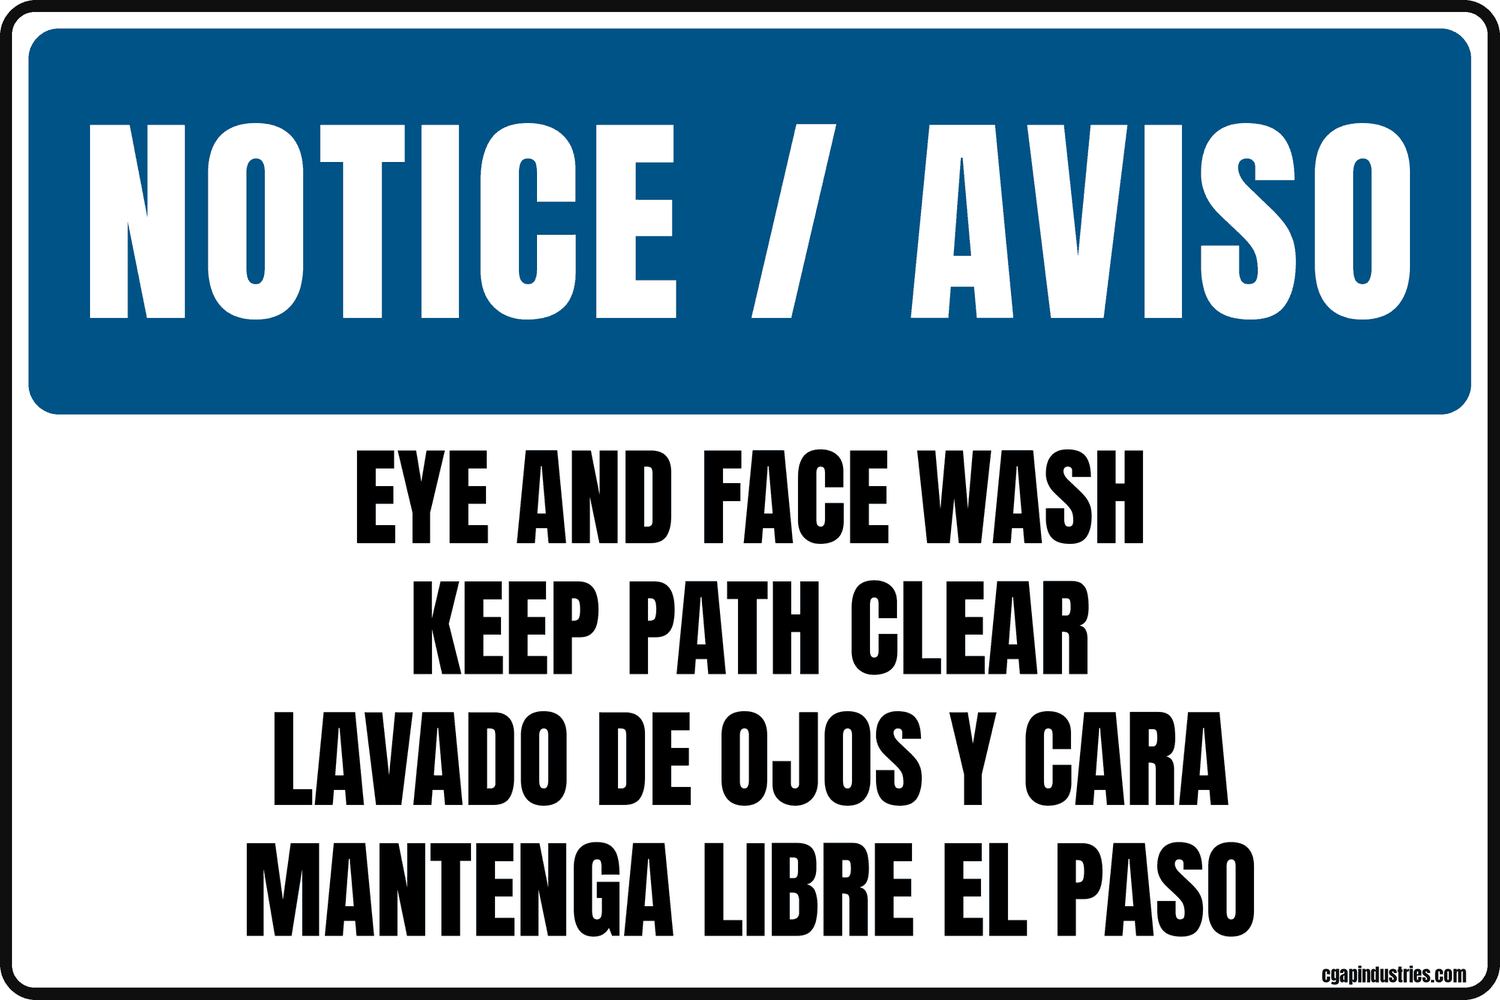 NOTICE / AVISO
EYE AND FACE WASH
KEEP PATH CLEAR
LAVADO DE OJOS Y CARA
MANTENGA LIBRE EL PASO
cgapindustries.com